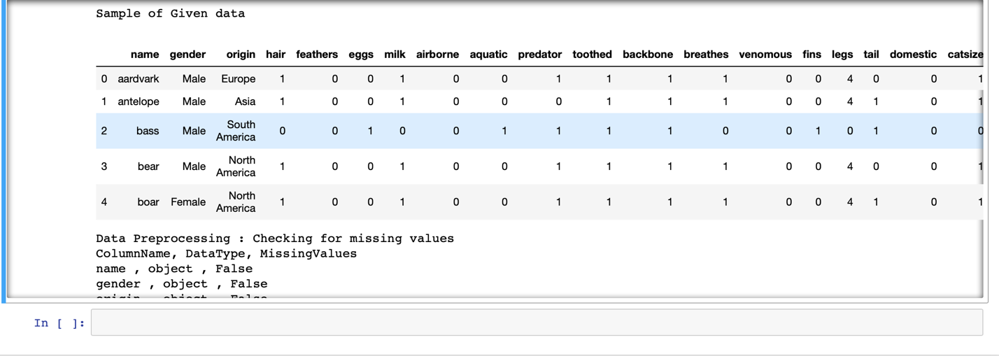 Sample of Given data
name gender origin hair feathers eggs milk airborne aquatic predator toothed backbone breathes venomous fins legs tail domestic catsize
0 aardvark Male Europe 1 0 0 1 0 0 1 1 1 1 0 0 4 0 0 1
1 antelope Male Asia 1 0 0 1 0 0 0 1 1 1 0 0 4 1 0 1
2 bass Male South America 0 0 1 0 0 1 1 1 1 0 0 1 0 1 0 0
3 bear Male North America 1 0 0 1 0 0 1 1 1 1 0 0 4 0 0 1
4 boar Female North America 1 0 0 1 0 0 1 1 1 1 0 0 4 1 0 1
Data Preprocessing : Checking for missing values
ColumnName, DataType, MissingValues
name , object , False
gender , object , False
origin , object , False
In [ ]: